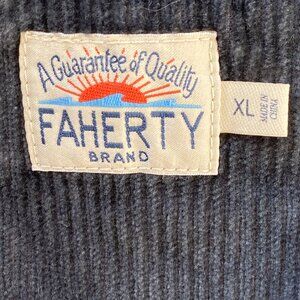 A Guarantee of Quality
FAHERTY
BRAND
XL
MADE IN
CHINA